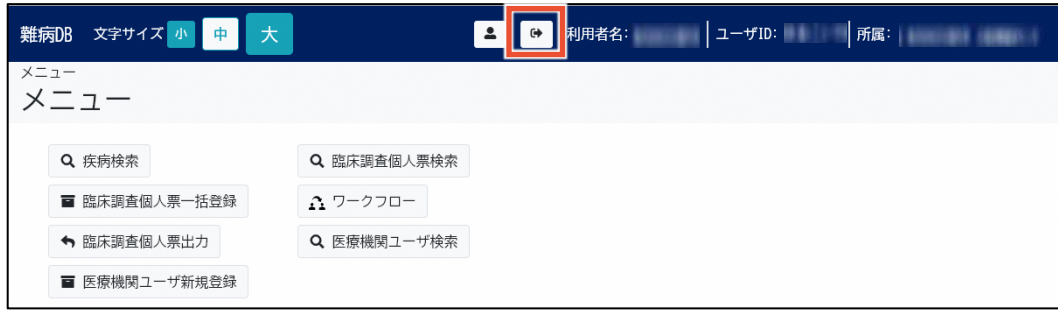 難病DB 文字サイズ 小 中 大 利用者名: ユーザID: 所属:
メニュー
メニュー
疾病検索 臨床調査個人票検索
臨床調査個人票一括登録 ワークフロー
臨床調査個人票出力 医療機関ユーザ検索
医療機関ユーザ新規登録